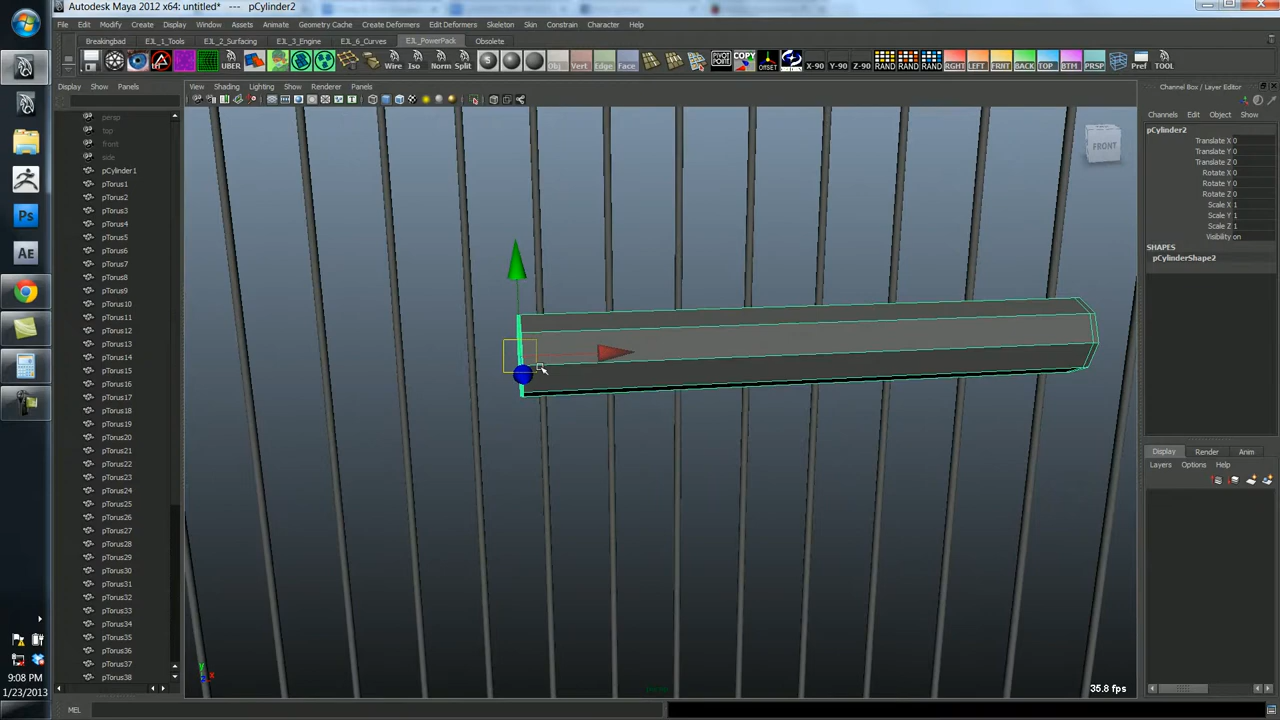 Autodesk Maya 2012 x64: untitled*   ---   pCylinder2
File Edit Modify Create Display Window Assets Animate Geometry Cache Create Deformers Edit Deformers Skeleton Skin Constrain Character Help
Breakingbad EJL_1_Tools EJL_2_Surfacing EJL_3_Engine EJL_6_Curves EJL_PowerPack Obsolete
UBER Wire Iso Norm Split S Obj Vert Edge Face PIVOT POINT COPY OFFSET Xref X-90 Y-90 Z-90 RAND RAND RAND RGHT LEFT FRNT BACK TOP BTM PRSP TOOL
Display Show Panels
View Shading Lighting Show Renderer Panels
persp
top
front
side
pCylinder1
pTorus1
pTorus2
pTorus3
pTorus4
pTorus5
pTorus6
pTorus7
pTorus8
pTorus9
pTorus10
pTorus11
pTorus12
pTorus13
pTorus14
pTorus15
pTorus16
pTorus17
pTorus18
pTorus19
pTorus20
pTorus21
pTorus22
pTorus23
pTorus24
pTorus25
pTorus26
pTorus27
pTorus28
pTorus29
pTorus30
pTorus31
pTorus32
pTorus33
pTorus34
pTorus35
pTorus36
pTorus37
pTorus38
FRONT
y
x
z
35.8 fps
Channel Box / Layer Editor
Channels Edit Object Show
pCylinder2
Translate X 0
Translate Y 0
Translate Z 0
Rotate X 0
Rotate Y 0
Rotate Z 0
Scale X 1
Scale Y 1
Scale Z 1
Visibility on
SHAPES
pCylinderShape2
Display Render Anim
Layers Options Help
Ps
Ae
9:08 PM
1/23/2013
MEL